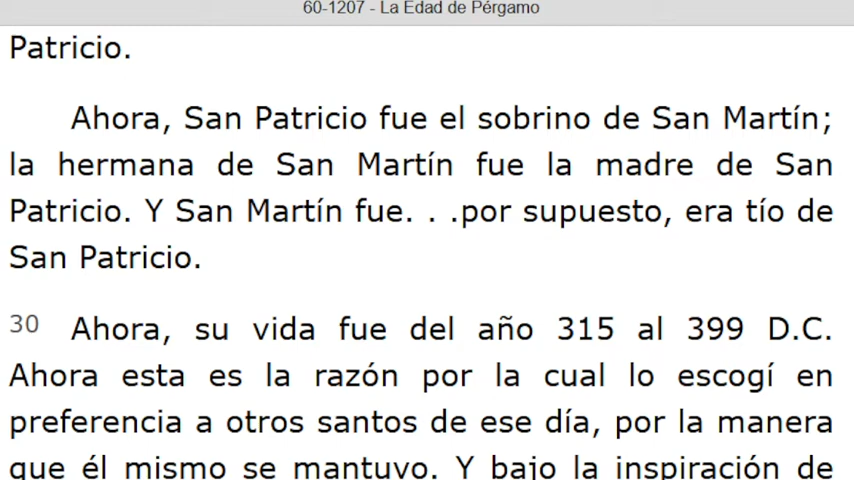 60-1207 - La Edad de Pérgamo
Patricio.
Ahora, San Patricio fue el sobrino de San Martín;
la hermana de San Martín fue la madre de San
Patricio. Y San Martín fue. . .por supuesto, era tío de
San Patricio.
30 Ahora, su vida fue del año 315 al 399 D.C.
Ahora esta es la razón por la cual lo escogí en
preferencia a otros santos de ese día, por la manera
que él mismo se mantuvo. Y bajo la inspiración de